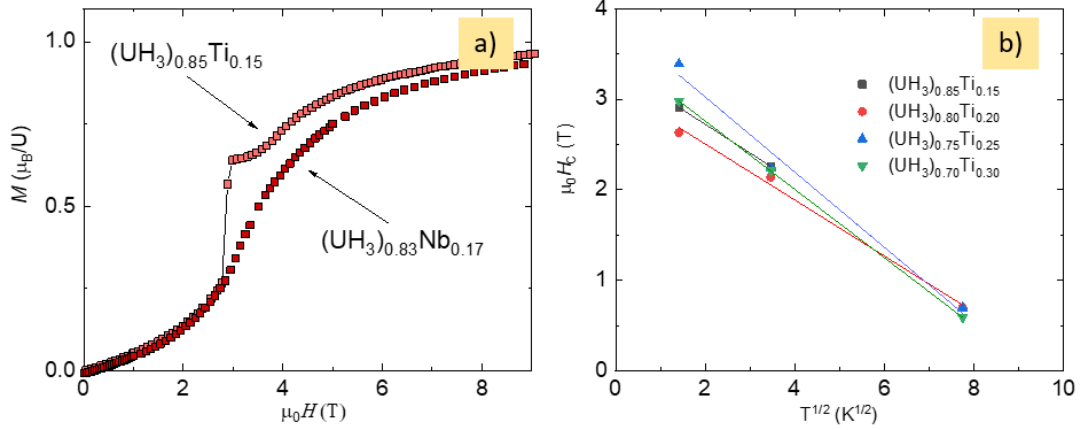 a)
(UH₃)₀.₈₅Ti₀.₁₅
(UH₃)₀.₈₃Nb₀.₁₇
M (μB/U)
1.0
0.5
0.0
0 2 4 6 8
μ₀H (T)
b)
(UH₃)₀.₈₅Ti₀.₁₅
(UH₃)₀.₈₀Ti₀.₂₀
(UH₃)₀.₇₅Ti₀.₂₅
(UH₃)₀.₇₀Ti₀.₃₀
μ₀HC (T)
4
3
2
1
0
0 2 4 6 8 10
T¹/² (K¹/²)